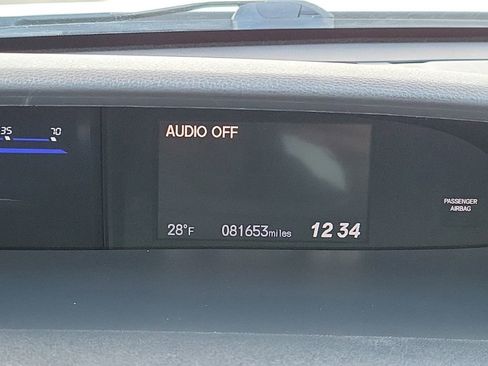 35 70
AUDIO OFF
PASSENGER
AIRBAG
28°F 081653miles 12 34